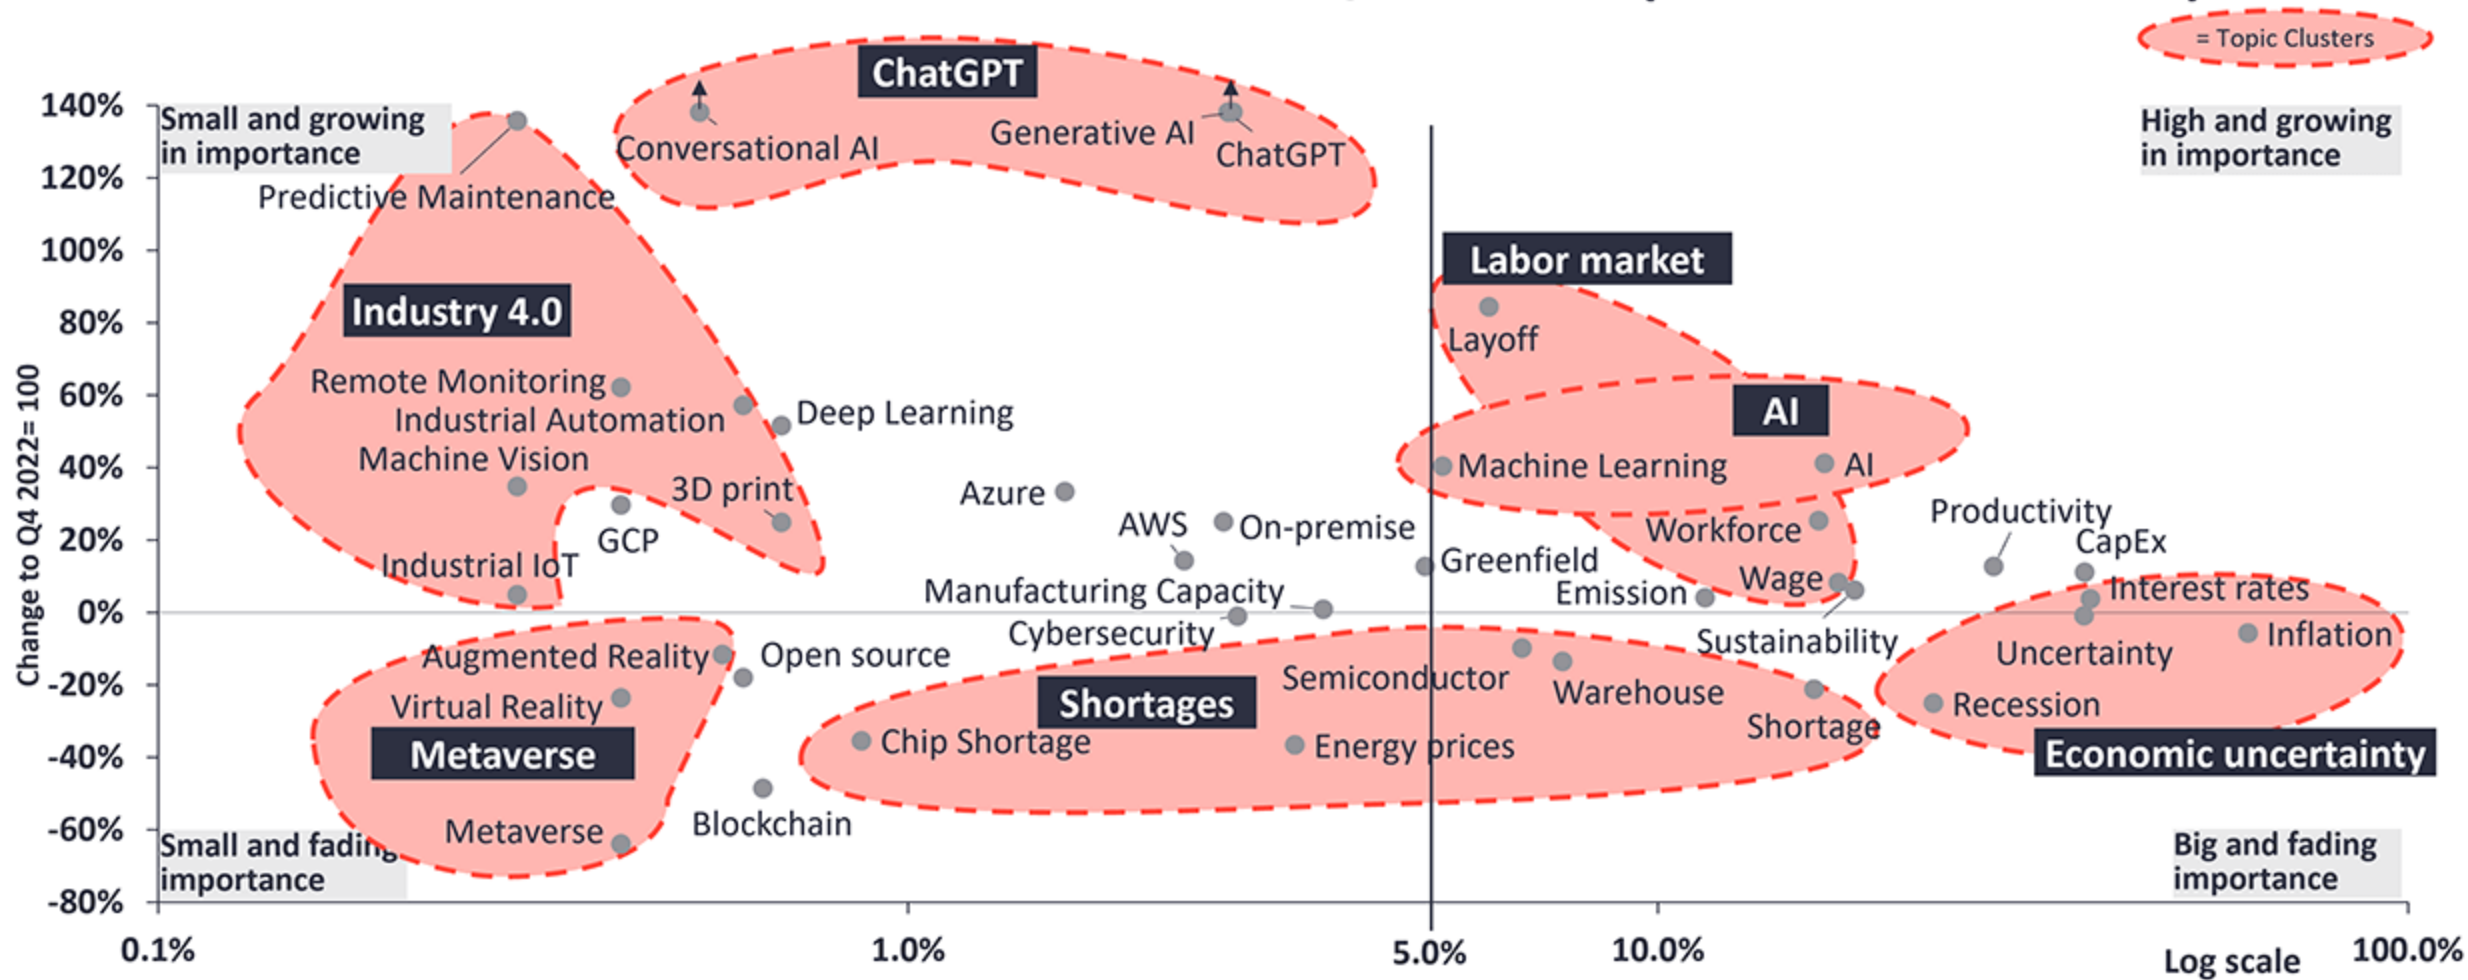 = Topic Clusters
ChatGPT
140%
Small and growing
in importance
High and growing
in importance
Conversational AI
Generative AI
ChatGPT
120%
Predictive Maintenance
100%
Labor market
Industry 4.0
80%
Layoff
60%
Remote Monitoring
Industrial Automation
Deep Learning
AI
Machine Vision
40%
Machine Learning
AI
3D print
Azure
GCP
AWS
On-premise
Productivity
Workforce
CapEx
20%
Industrial IoT
Greenfield
Manufacturing Capacity
Emission
Wage
Interest rates
0%
Cybersecurity
Sustainability
Inflation
Augmented Reality
Open source
Semiconductor
Uncertainty
-20%
Virtual Reality
Shortages
Warehouse
Recession
Shortage
-40%
Metaverse
Chip Shortage
Energy prices
Economic uncertainty
Blockchain
-60%
Metaverse
Small and fading
importance
Big and fading
importance
-80%
Change to Q4 2022= 100
0.1%
1.0%
5.0%
10.0%
Log scale
100.0%